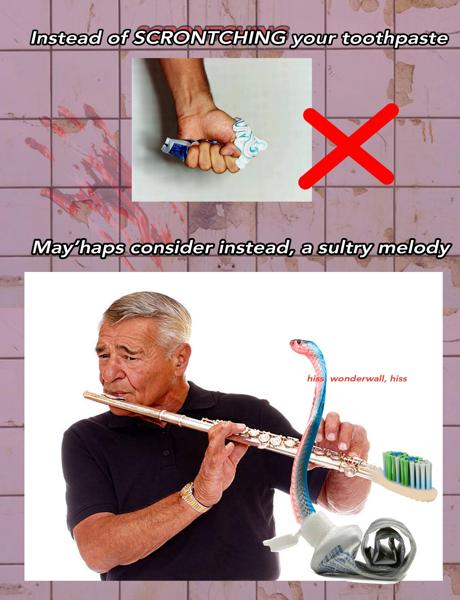 Instead of SCRONTCHING your toothpaste
May'haps consider instead, a sultry melody
hiss wonderwall, hiss